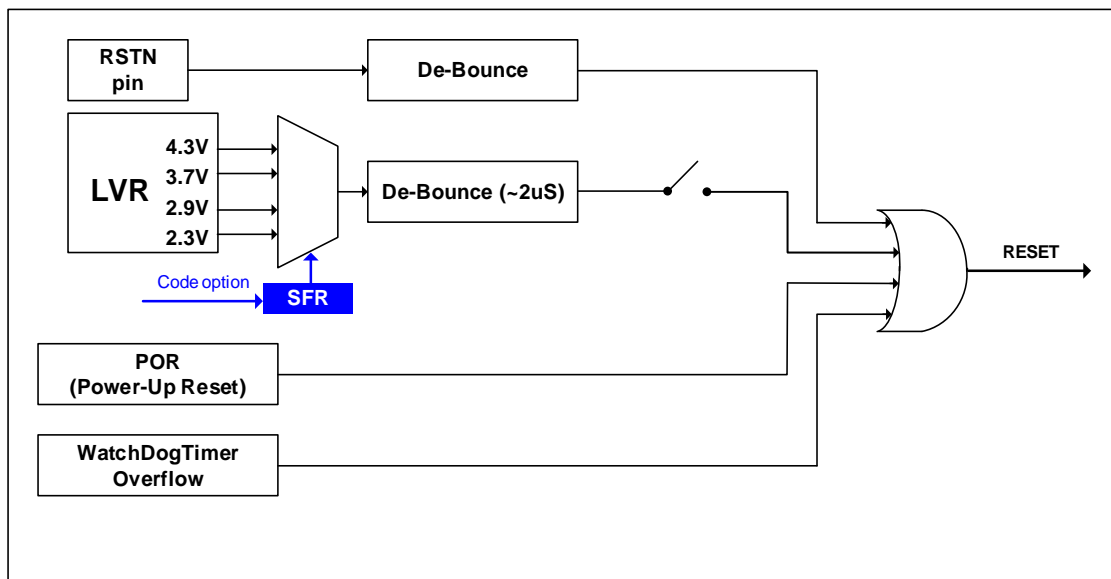 RSTN
pin
De-Bounce
LVR
4.3V
3.7V
2.9V
2.3V
De-Bounce (~2uS)
Code option
SFR
RESET
POR
(Power-Up Reset)
WatchDogTimer
Overflow